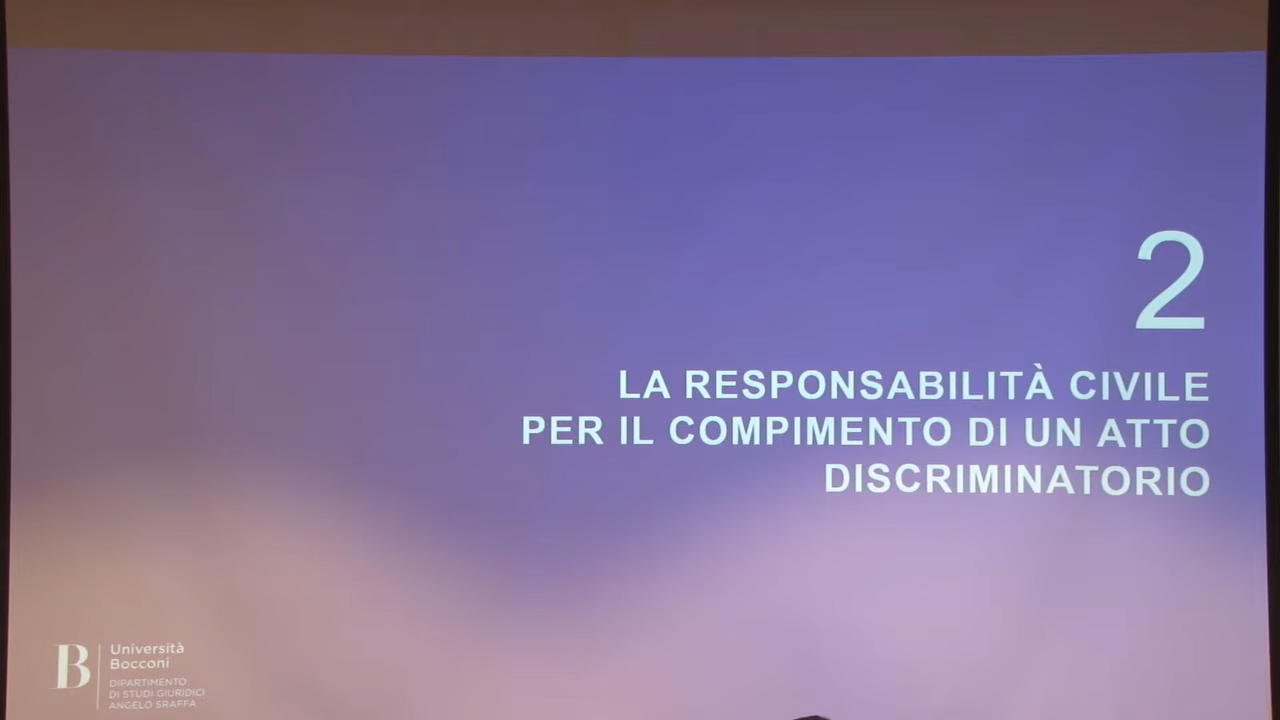 2
LA RESPONSABILITÀ CIVILE
PER IL COMPIMENTO DI UN ATTO
DISCRIMINATORIO
B
Università
Bocconi
DIPARTIMENTO
DI STUDI GIURIDICI
ANGELO SRAFFA